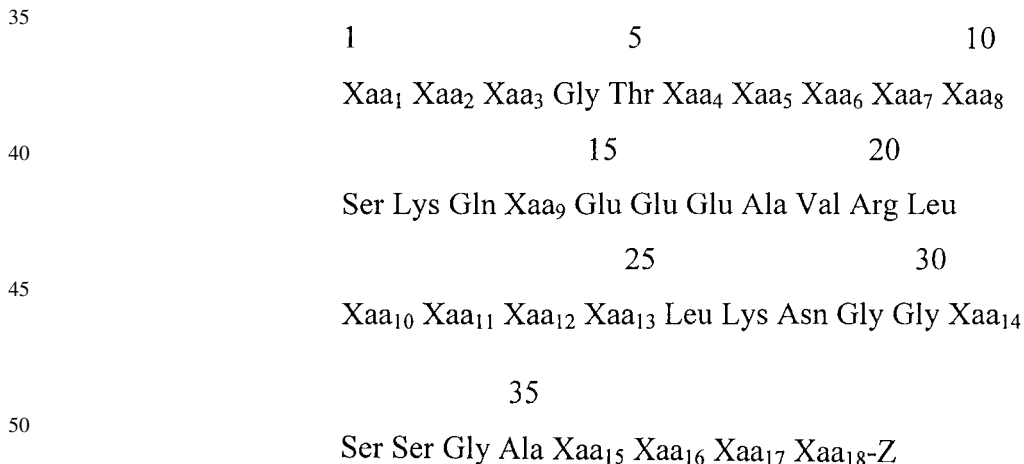 35
1 5 10
Xaa₁ Xaa₂ Xaa₃ Gly Thr Xaa₄ Xaa₅ Xaa₆ Xaa₇ Xaa₈
40 15 20
Ser Lys Gln Xaa₉ Glu Glu Glu Ala Val Arg Leu
25 30
45
Xaa₁₀ Xaa₁₁ Xaa₁₂ Xaa₁₃ Leu Lys Asn Gly Gly Xaa₁₄
35
50
Ser Ser Gly Ala Xaa₁₅ Xaa₁₆ Xaa₁₇ Xaa₁₈-Z